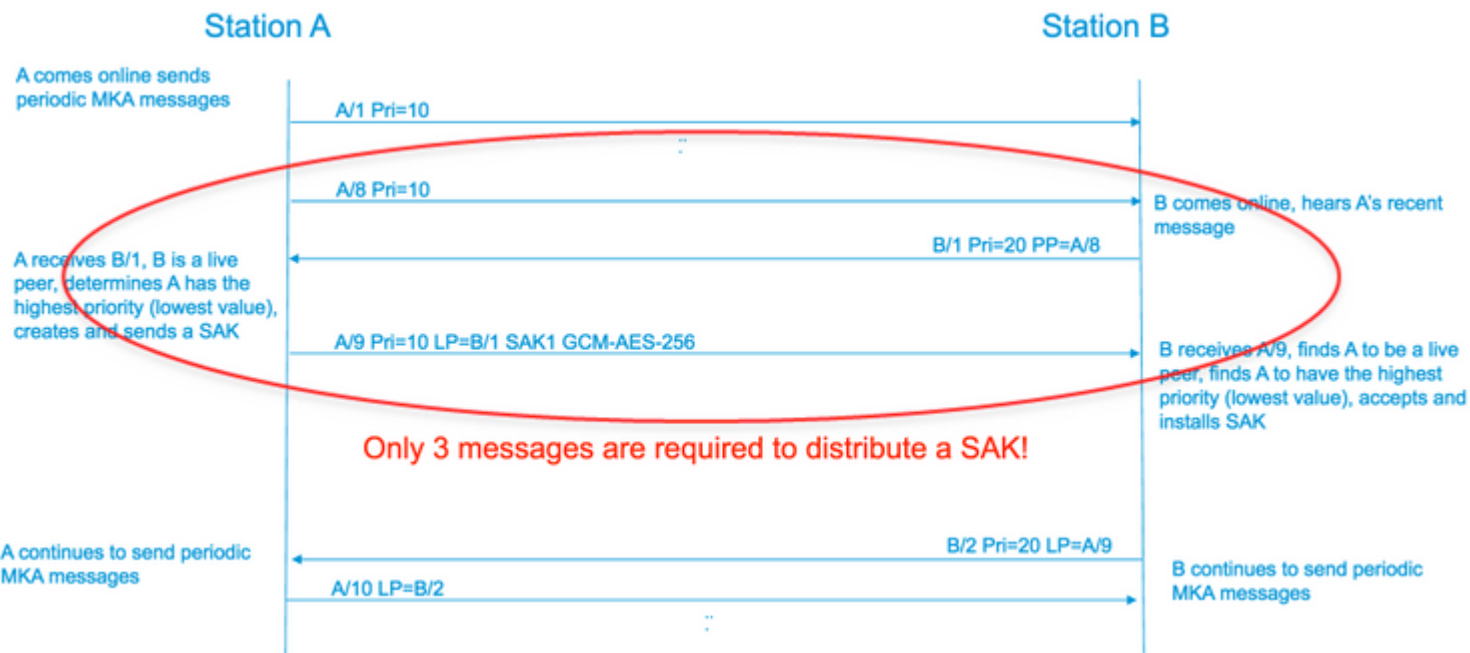 Station A
Station B
A comes online sends
periodic MKA messages
A/1 Pri=10
A/8 Pri=10
B comes online, hears A's recent
message
B/1 Pri=20 PP=A/8
A receives B/1, B is a live
peer, determines A has the
highest priority (lowest value),
creates and sends a SAK
A/9 Pri=10 LP=B/1 SAK1 GCM-AES-256
B receives A/9, finds A to be a live
peer, finds A to have the highest
priority (lowest value), accepts and
installs SAK
Only 3 messages are required to distribute a SAK!
B/2 Pri=20 LP=A/9
A continues to send periodic
MKA messages
A/10 LP=B/2
B continues to send periodic
MKA messages